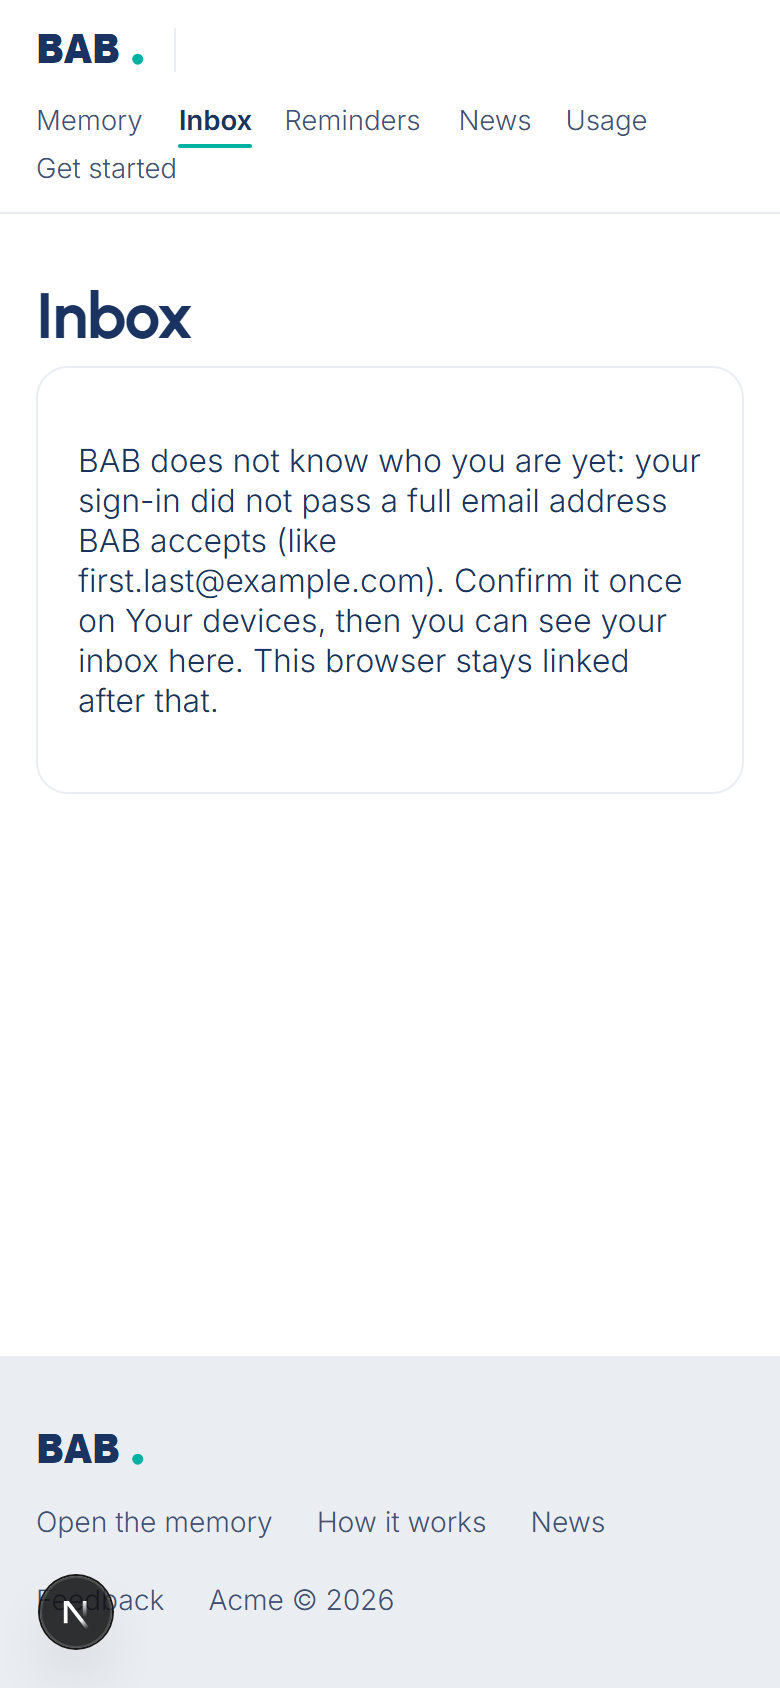 BAB .
Memory Inbox Reminders News Usage
Get started
Inbox
BAB does not know who you are yet: your
sign-in did not pass a full email address
BAB accepts (like
first.last@example.com). Confirm it once
on Your devices, then you can see your
inbox here. This browser stays linked
after that.
BAB .
Open the memory How it works News
Feedback Acme © 2026
N